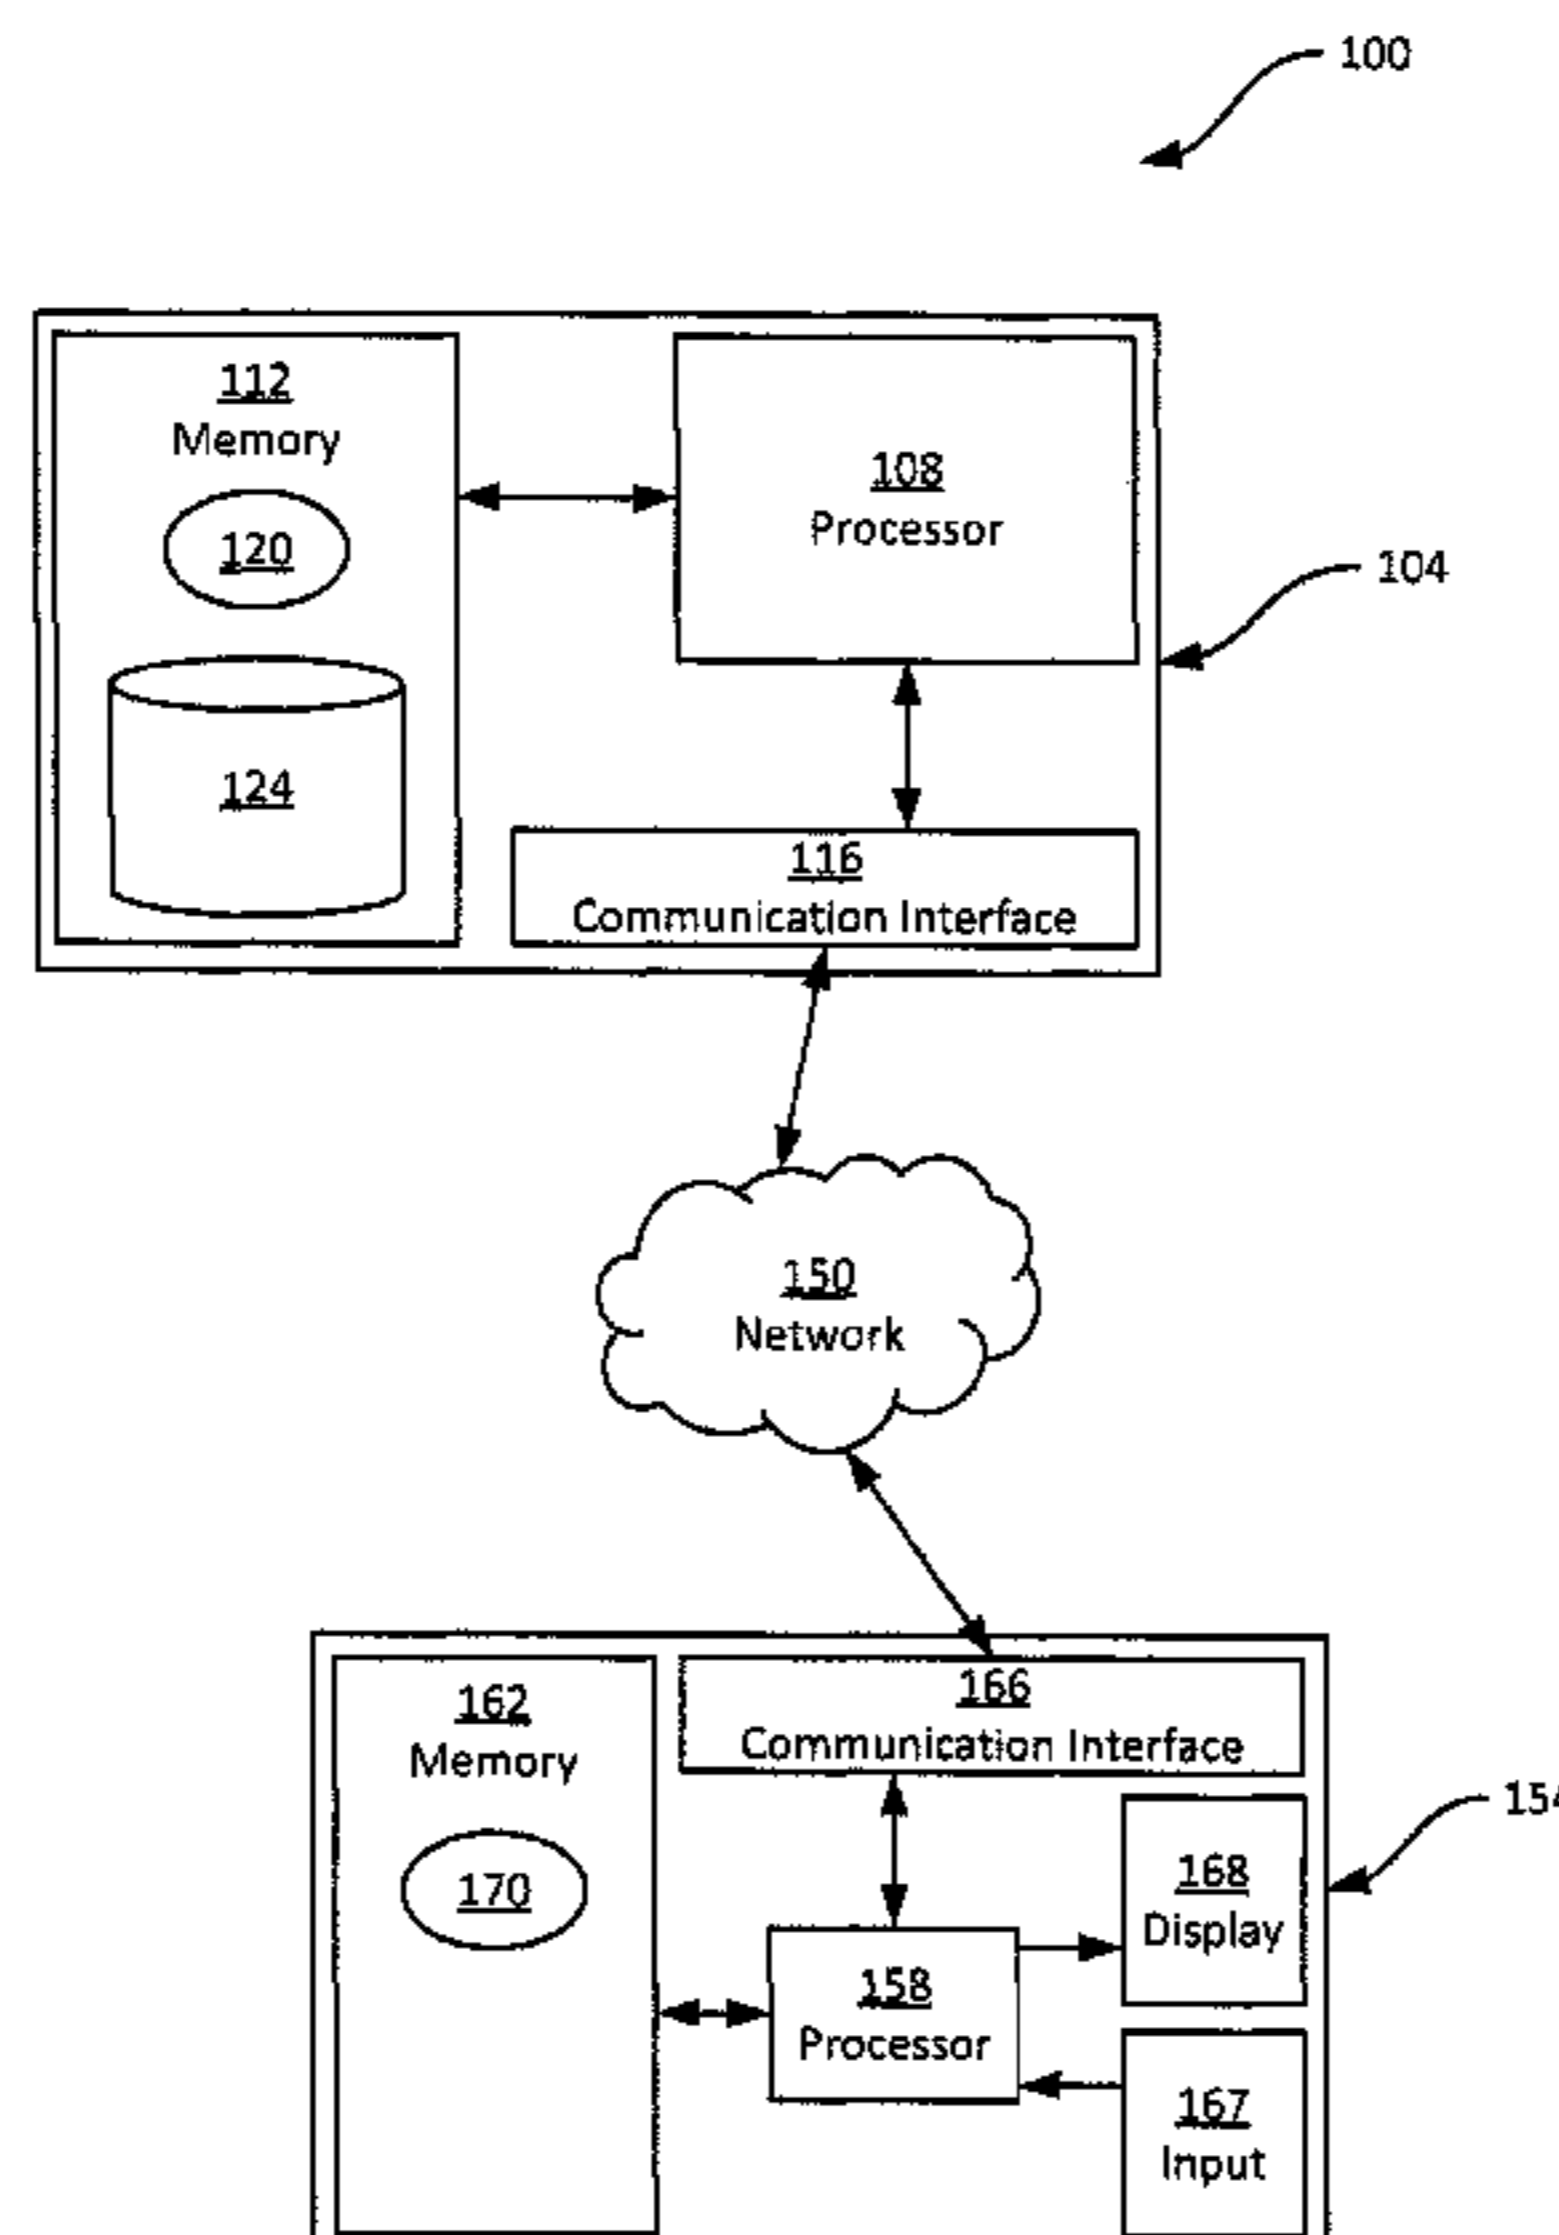 100
112
Memory
108
Processor
120
104
124
116
Communication Interface
150
Network
162
Memory
166
Communication Interface
154
170
168
Display
158
Processor
167
Input